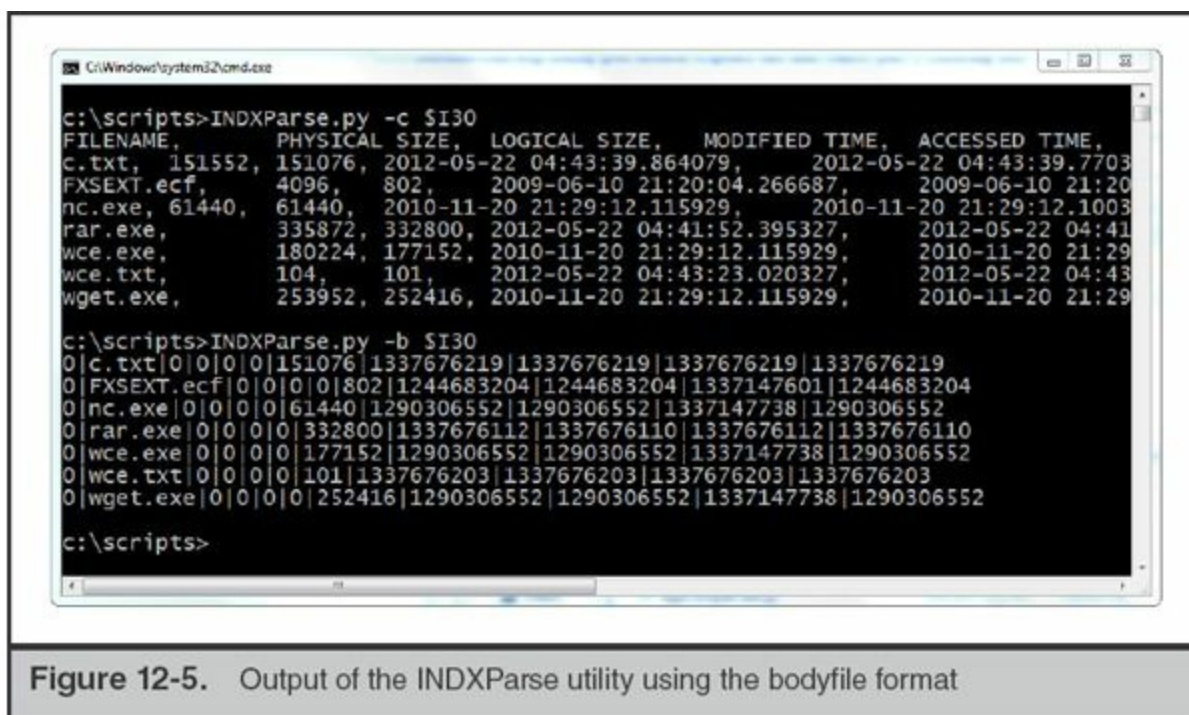 C:\Windows\system32\cmd.exe
c:\scripts>INDXParse.py -c $I30
FILENAME, PHYSICAL SIZE, LOGICAL SIZE, MODIFIED TIME, ACCESSED TIME,
c.txt, 151552, 151076, 2012-05-22 04:43:39.864079, 2012-05-22 04:43:39.7703
FXSEXT.ecf, 4096, 802, 2009-06-10 21:20:04.266687, 2009-06-10 21:20
nc.exe, 61440, 61440, 2010-11-20 21:29:12.115929, 2010-11-20 21:29:12.1003
rar.exe, 335872, 332800, 2012-05-22 04:41:52.395327, 2012-05-22 04:41
wce.exe, 180224, 177152, 2010-11-20 21:29:12.115929, 2010-11-20 21:29
wce.txt, 104, 101, 2012-05-22 04:43:23.020327, 2012-05-22 04:43
wget.exe, 253952, 252416, 2010-11-20 21:29:12.115929, 2010-11-20 21:29
c:\scripts>INDXParse.py -b $I30
0|c.txt|0|0|0|0|151076|1337676219|1337676219|1337676219|1337676219
0|FXSEXT.ecf|0|0|0|0|802|1244683204|1244683204|1337147601|1244683204
0|nc.exe|0|0|0|0|61440|1290306552|1290306552|1337147738|1290306552
0|rar.exe|0|0|0|0|332800|1337676112|1337676110|1337676112|1337676110
0|wce.exe|0|0|0|0|177152|1290306552|1290306552|1337147738|1290306552
0|wce.txt|0|0|0|0|101|1337676203|1337676203|1337676203|1337676203
0|wget.exe|0|0|0|0|252416|1290306552|1290306552|1337147738|1290306552
c:\scripts>
Figure 12-5. Output of the INDXParse utility using the bodyfile format